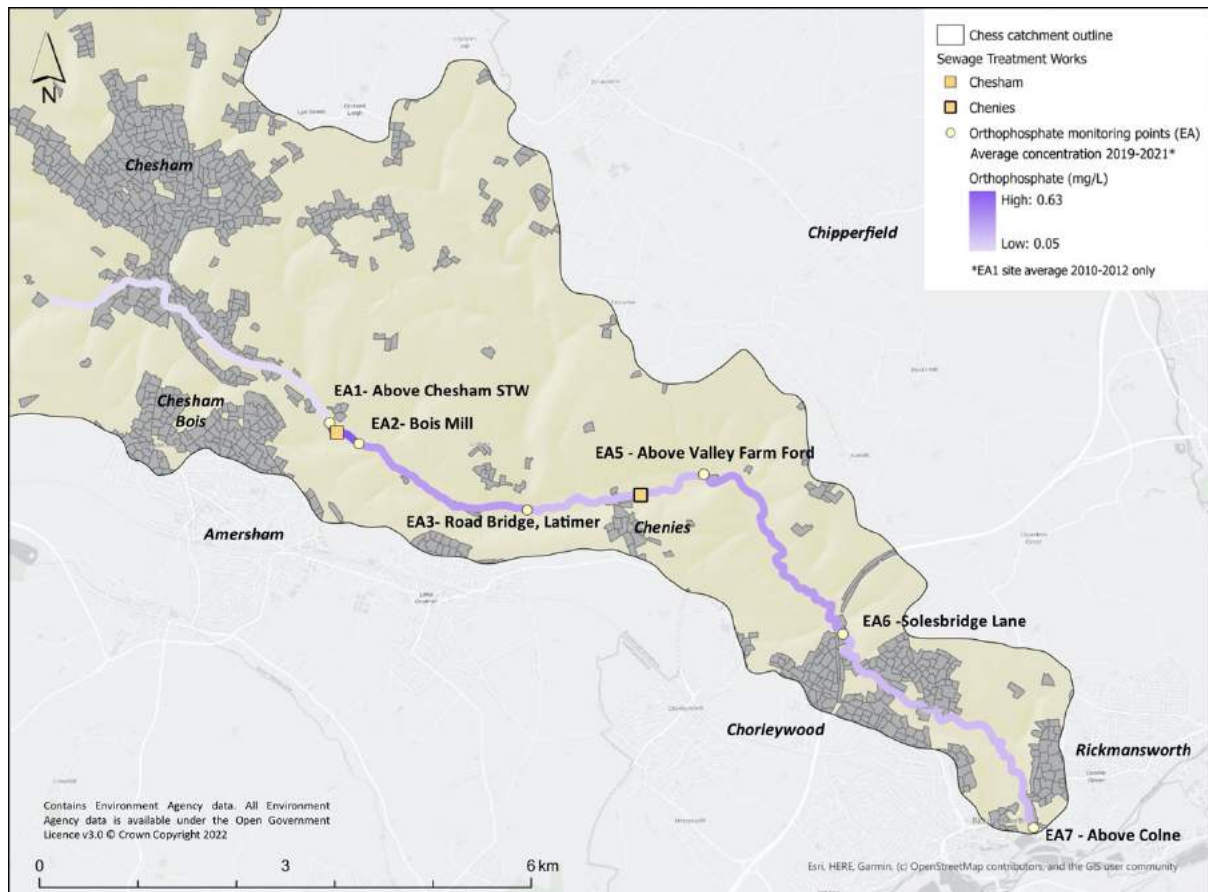 Chess catchment outline
Sewage Treatment Works
Chesham
Chenies
Orthophosphate monitoring points (EA)
Average concentration 2019-2021*
Orthophosphate (mg/L)
High: 0.63
Low: 0.05
*EA1 site average 2010-2012 only
N
Chesham
Chipperfield
Chesham
Bois
EA1- Above Chesham STW
EA2- Bois Mill
EA5 - Above Valley Farm Ford
EA3- Road Bridge, Latimer
Chenies
Amersham
EA6 -Solesbridge Lane
Chorleywood
Rickmansworth
EA7 - Above Colne
Contains Environment Agency data. All Environment
Agency data is available under the Open Government
Licence v3.0 © Crown Copyright 2022
0 3 6 km
Esri, HERE, Garmin, (c) OpenStreetMap contributors, and the GIS user community